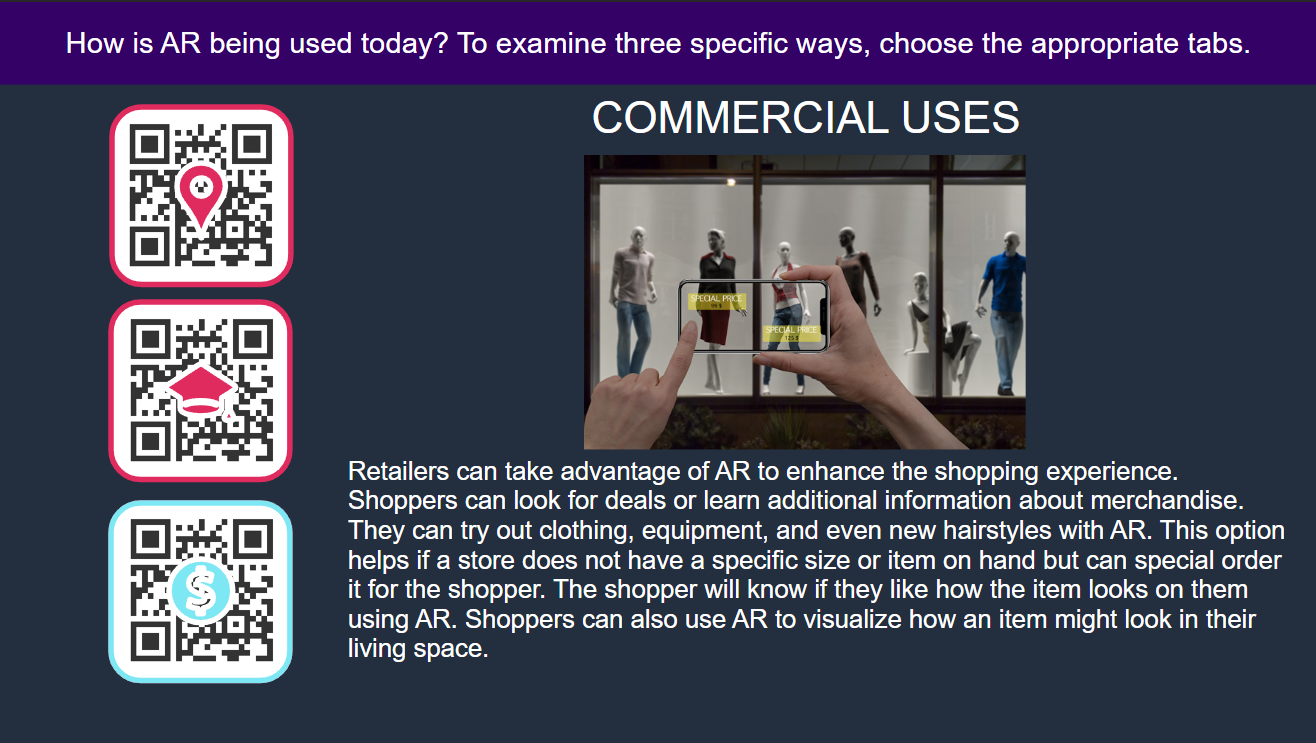 How is AR being used today? To examine three specific ways, choose the appropriate tabs.
COMMERCIAL USES
SPECIAL PRICE
SPECIAL PRICE
125 $
Retailers can take advantage of AR to enhance the shopping experience.
Shoppers can look for deals or learn additional information about merchandise.
They can try out clothing, equipment, and even new hairstyles with AR. This option
helps if a store does not have a specific size or item on hand but can special order
it for the shopper. The shopper will know if they like how the item looks on them
using AR. Shoppers can also use AR to visualize how an item might look in their
living space.